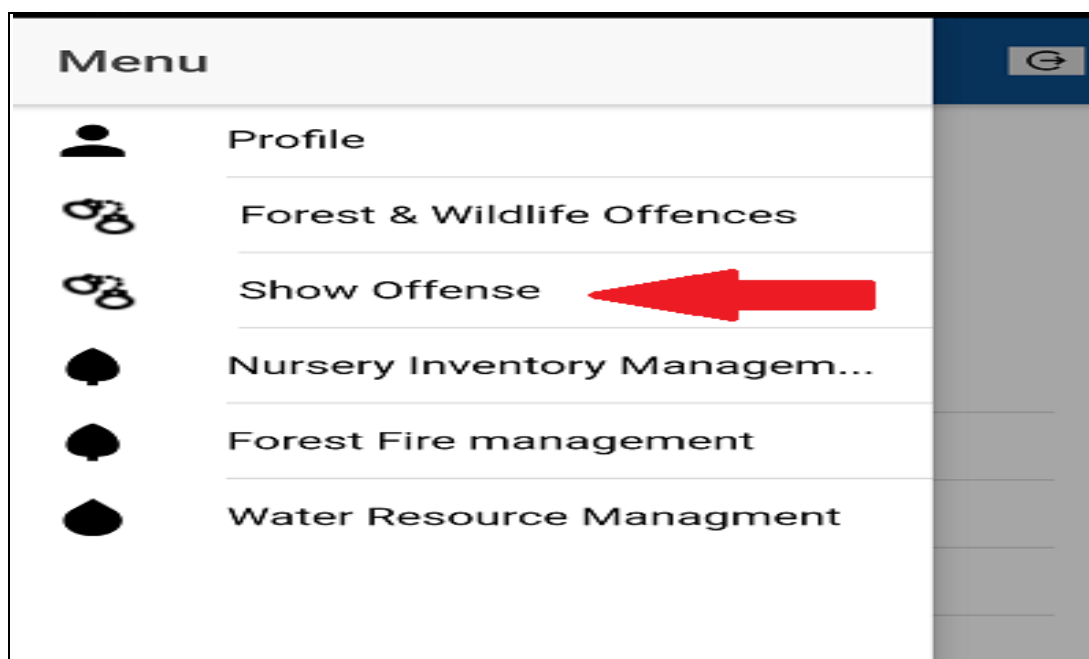 Menu
Profile
Forest & Wildlife Offences
Show Offense
Nursery Inventory Managem...
Forest Fire management
Water Resource Managment